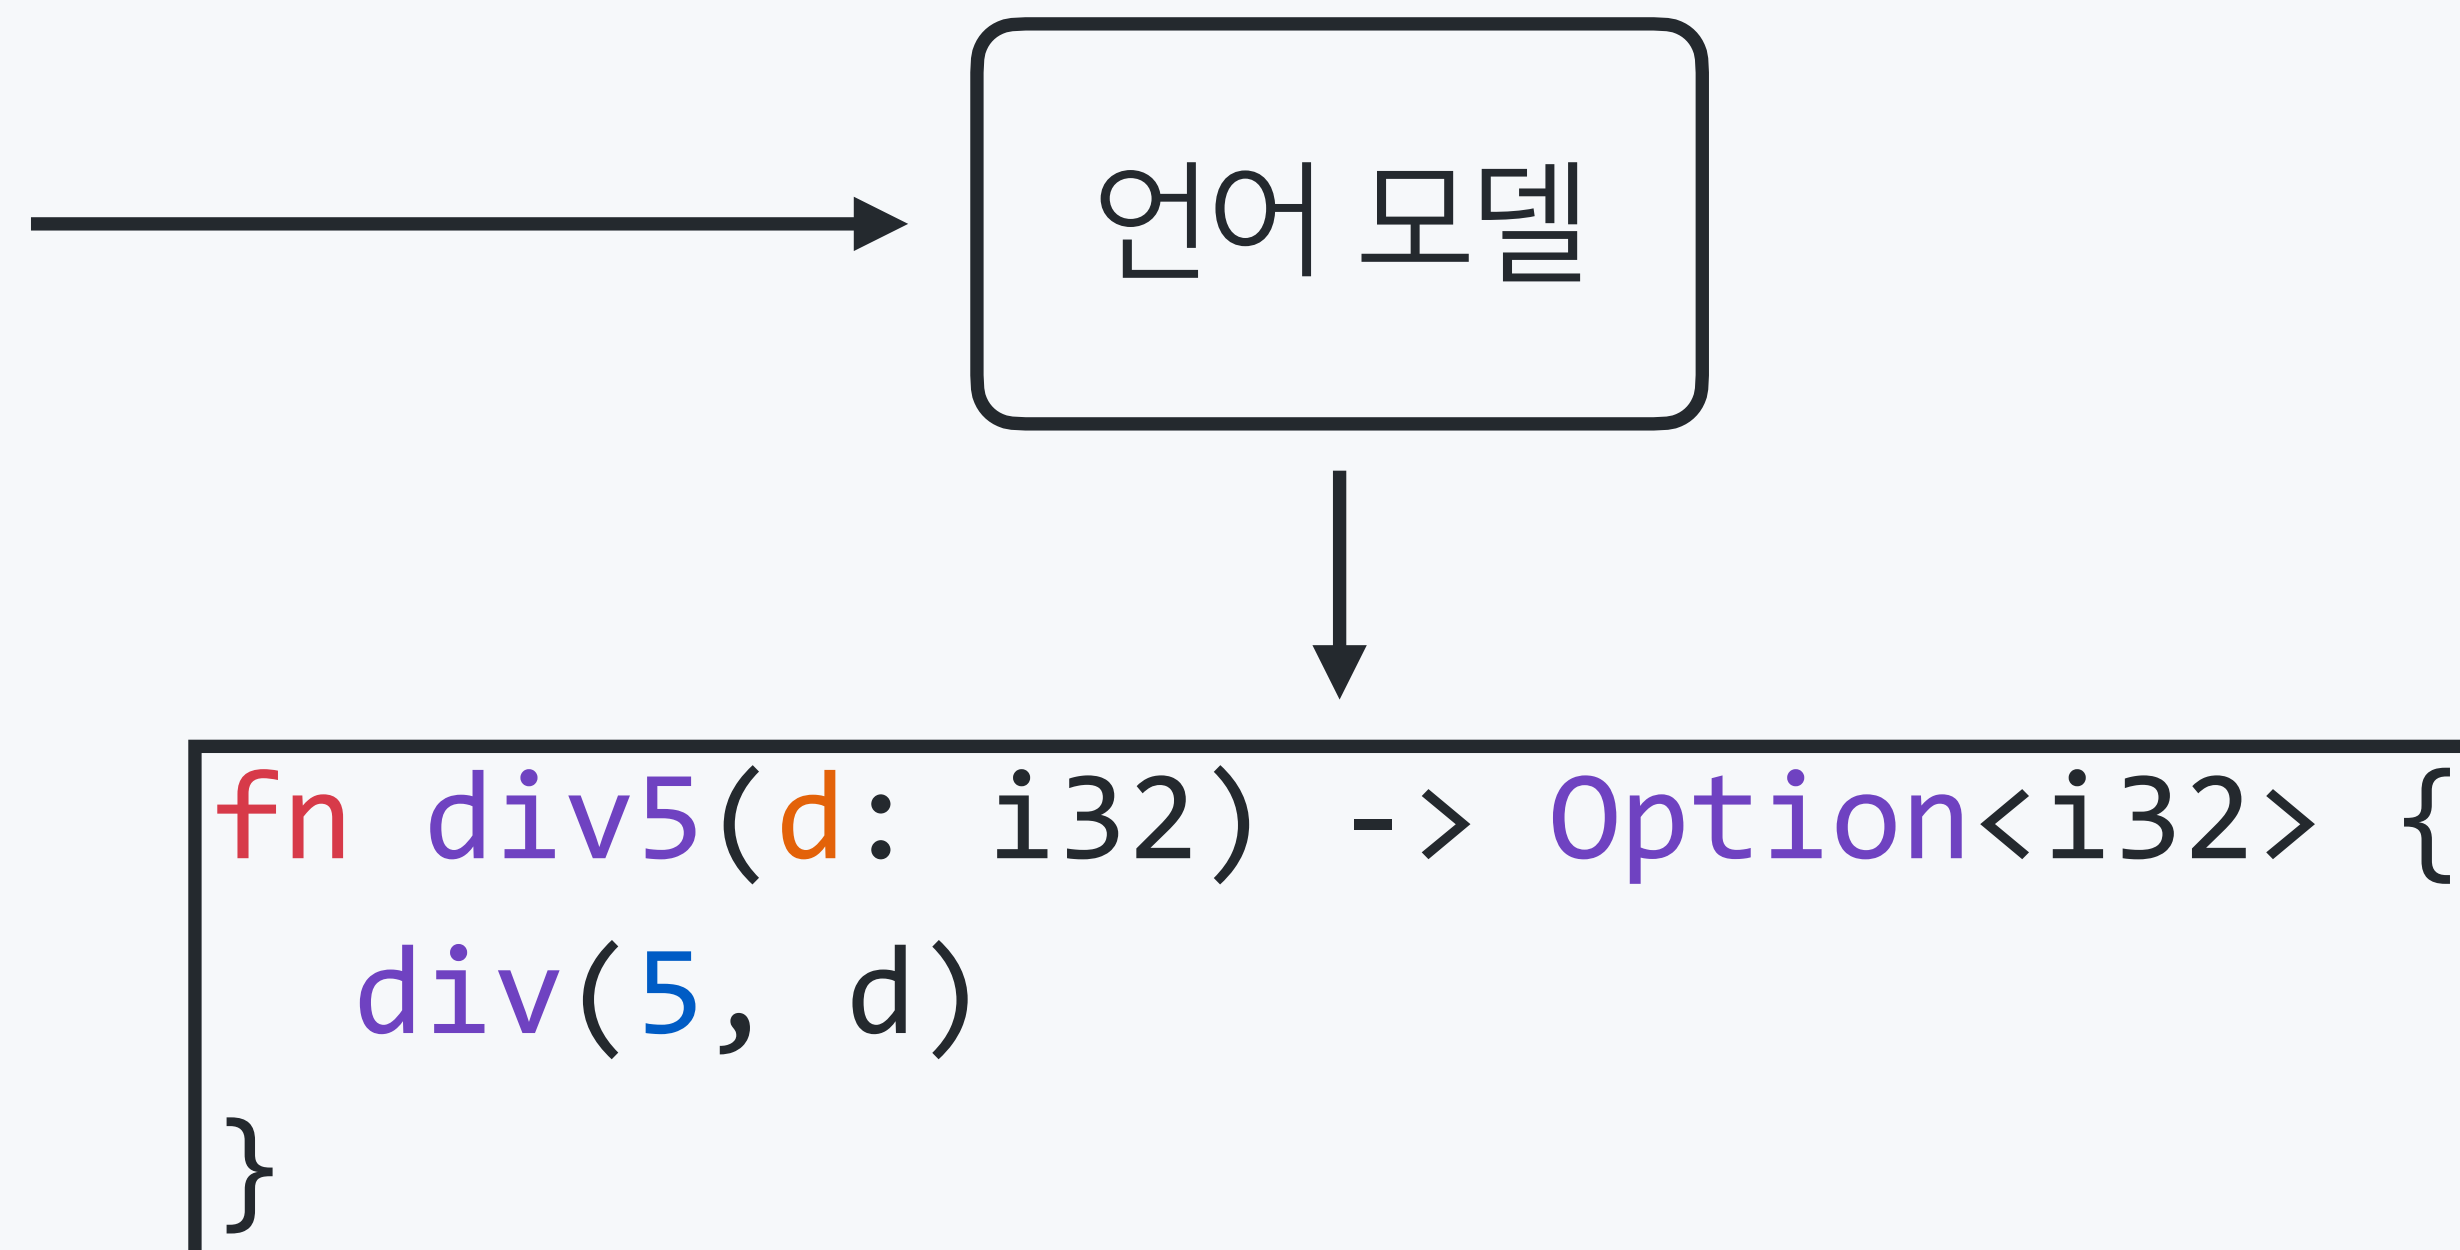 언어 모델
fn div5(d: i32) -> Option<i32> {
  div(5, d)
}